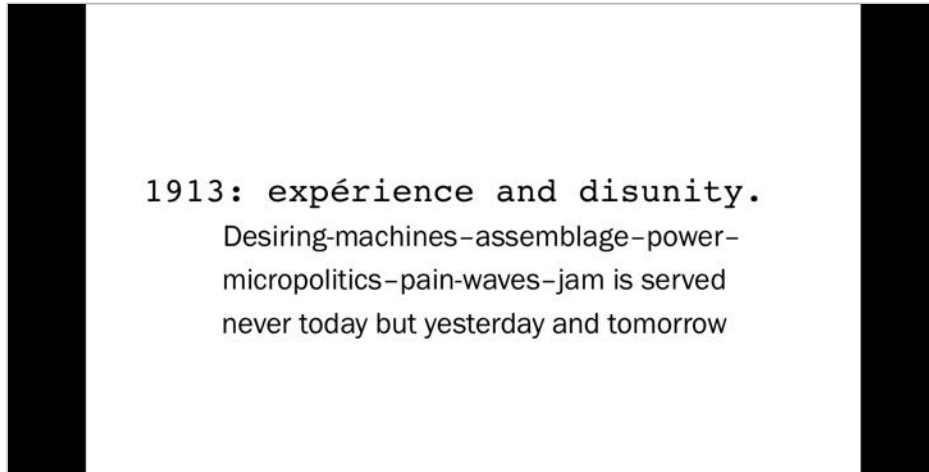 1913: expérience and disunity.
Desiring-machines–assemblage–power–
micropolitics–pain-waves–jam is served
never today but yesterday and tomorrow